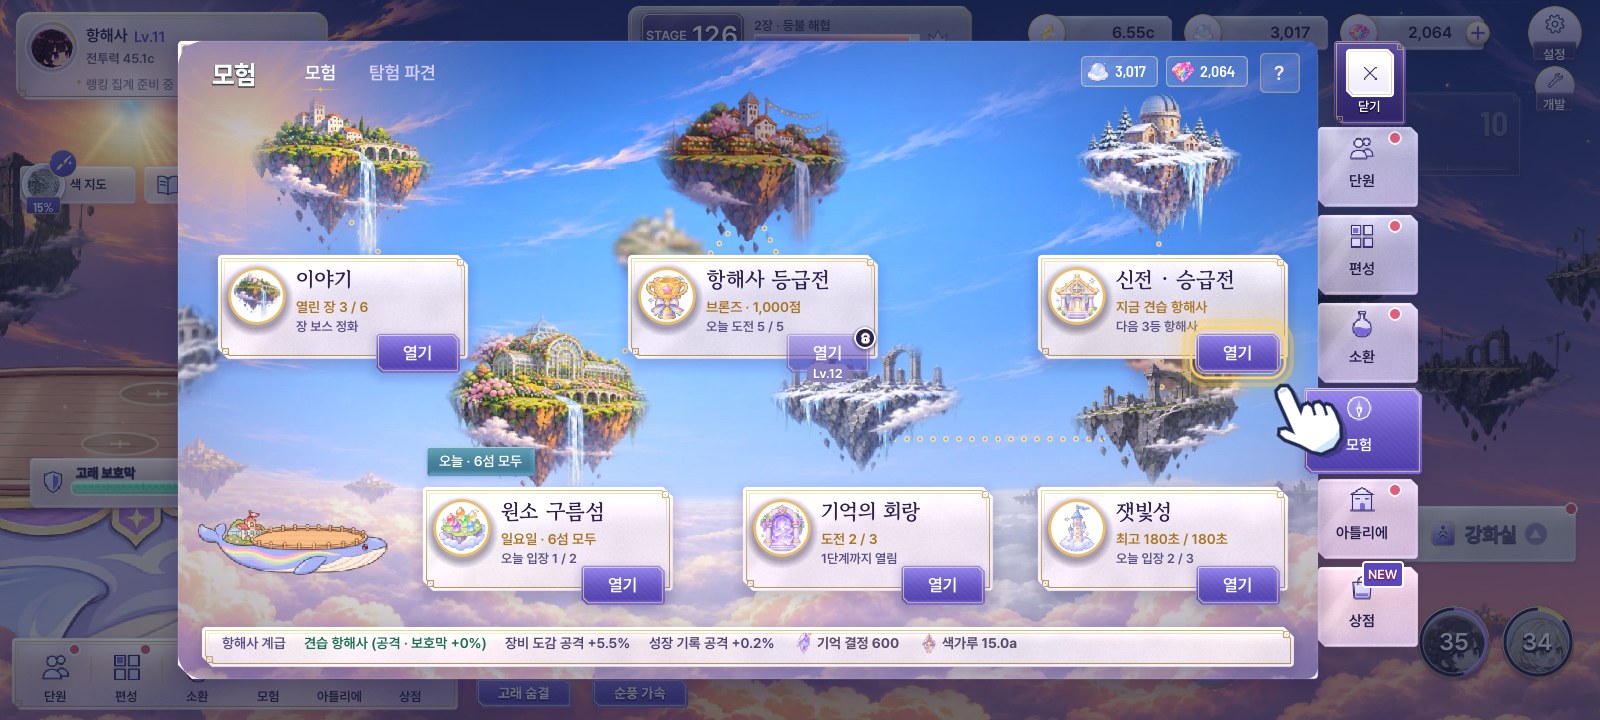 항해사 Lv.11
전투력 45.1c
랭킹 집계 준비 중
STAGE 126
2장 · 등불 해협
6.55c
3,017
2,064
설정
개발
10
색 지도
15%
모험
모험
탐험 파견
3,017
2,064
?
닫기
이야기
열린 장 3 / 6
장 보스 정화
열기
항해사 등급전
브론즈 · 1,000점
오늘 도전 5 / 5
열기
Lv.12
신전 · 승급전
지금 견습 항해사
다음 3등 항해사
열기
오늘 · 6섬 모두
원소 구름섬
일요일 · 6섬 모두
오늘 입장 1 / 2
열기
기억의 회랑
도전 2 / 3
1단계까지 열림
열기
잿빛성
최고 180초 / 180초
오늘 입장 2 / 3
열기
항해사 계급
견습 항해사 (공격 · 보호막 +0%)
장비 도감 공격 +5.5%
성장 기록 공격 +0.2%
기억 결정 600
색가루 15.0a
단원
편성
소환
모험
아틀리에
NEW
상점
고래 보호막
강화실
35
34
단원
편성
소환
모험
아틀리에
상점
고래 숨결
순풍 가속